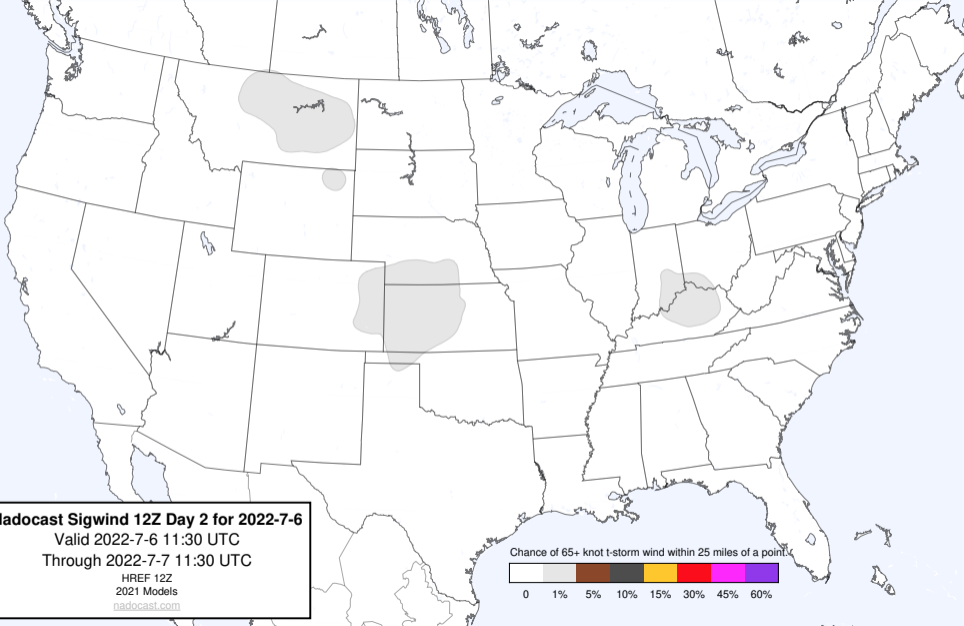 adocast Sigwind 12Z Day 2 for 2022-7-6
Valid 2022-7-6 11:30 UTC
Through 2022-7-7 11:30 UTC
HREF 12Z
2021 Models
nadocast.com
Chance of 65+ knot t-storm wind within 25 miles of a point.
0 1% 5% 10% 15% 30% 45% 60%